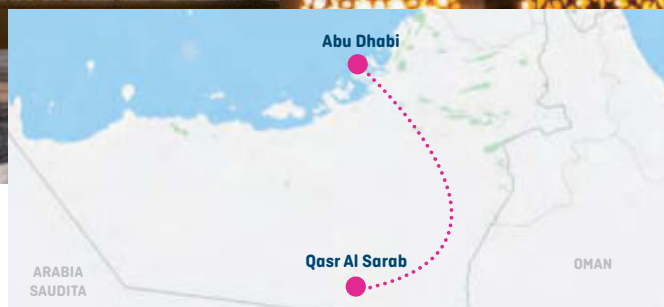 Abu Dhabi
Qasr Al Sarab
ARABIA
SAUDITA
OMAN